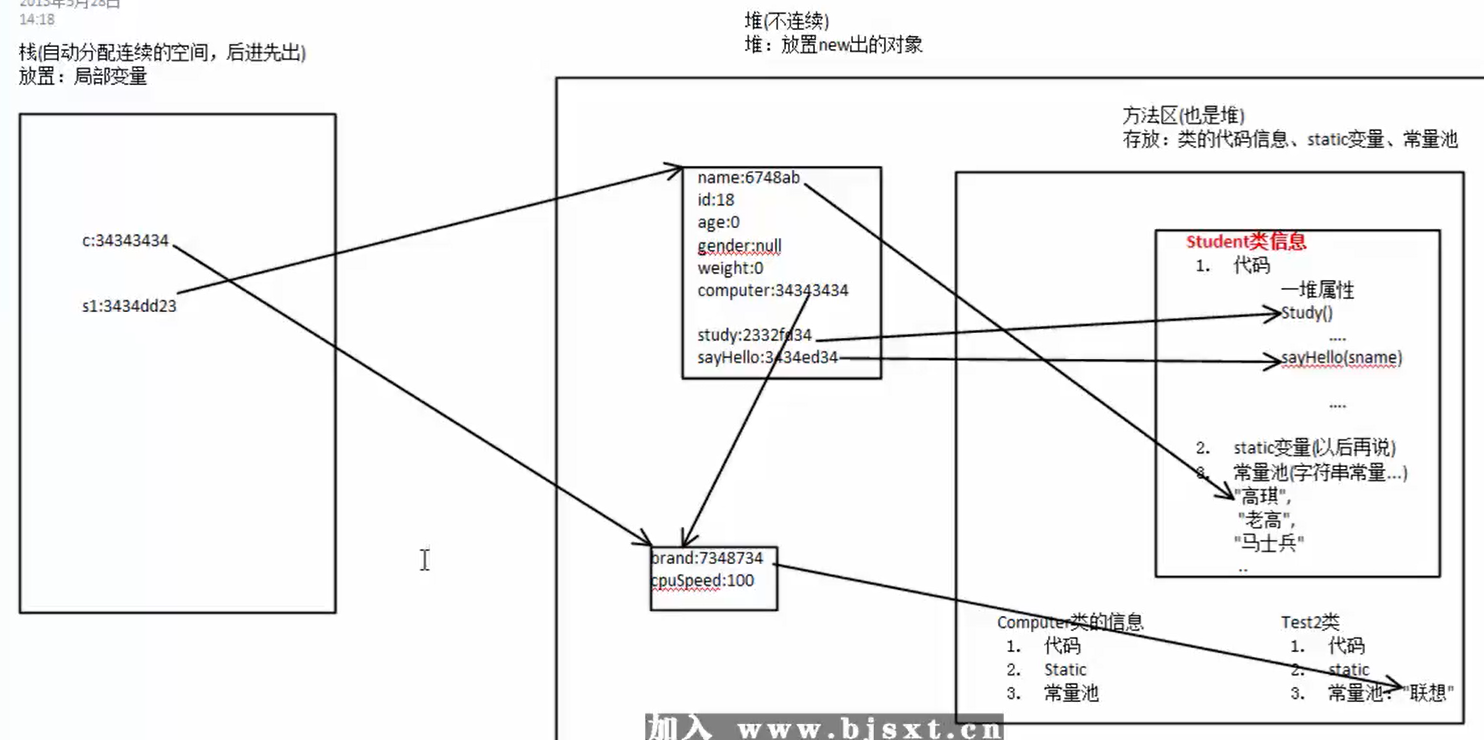 2013年5月28日
14:18
栈(自动分配连续的空间，后进先出)
放置：局部变量
c:34343434
s1:3434dd23
堆(不连续)
堆：放置new出的对象
name:6748ab
id:18
age:0
gender:null
weight:0
computer:34343434
study:2332fd34
sayHello:3434ed34
brand:7348734
cpuSpeed:100
方法区(也是堆)
存放：类的代码信息、static变量、常量池
Student类信息
1. 代码
一堆属性
Study()
....
sayHello(sname)
....
2. static变量(以后再说)
3. 常量池(字符串常量...)
"高琪",
"老高",
"马士兵"
..
Computer类的信息
1. 代码
2. Static
3. 常量池
Test2类
1. 代码
2. static
3. 常量池："联想"
加入 www.bjsxt.cn